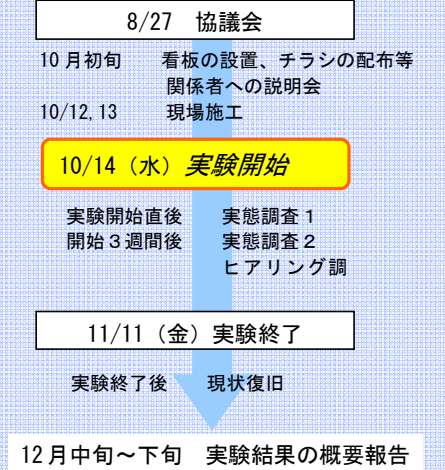 8/27 協議会
10月初旬 看板の設置、チラシの配布等
関係者への説明会
10/12,13 現場施工
10/14（水）実験開始
実験開始直後 実態調査１
開始３週間後 実態調査２
ヒアリング調
11/11（金）実験終了
実験終了後 現状復旧
12月中旬～下旬 実験結果の概要報告